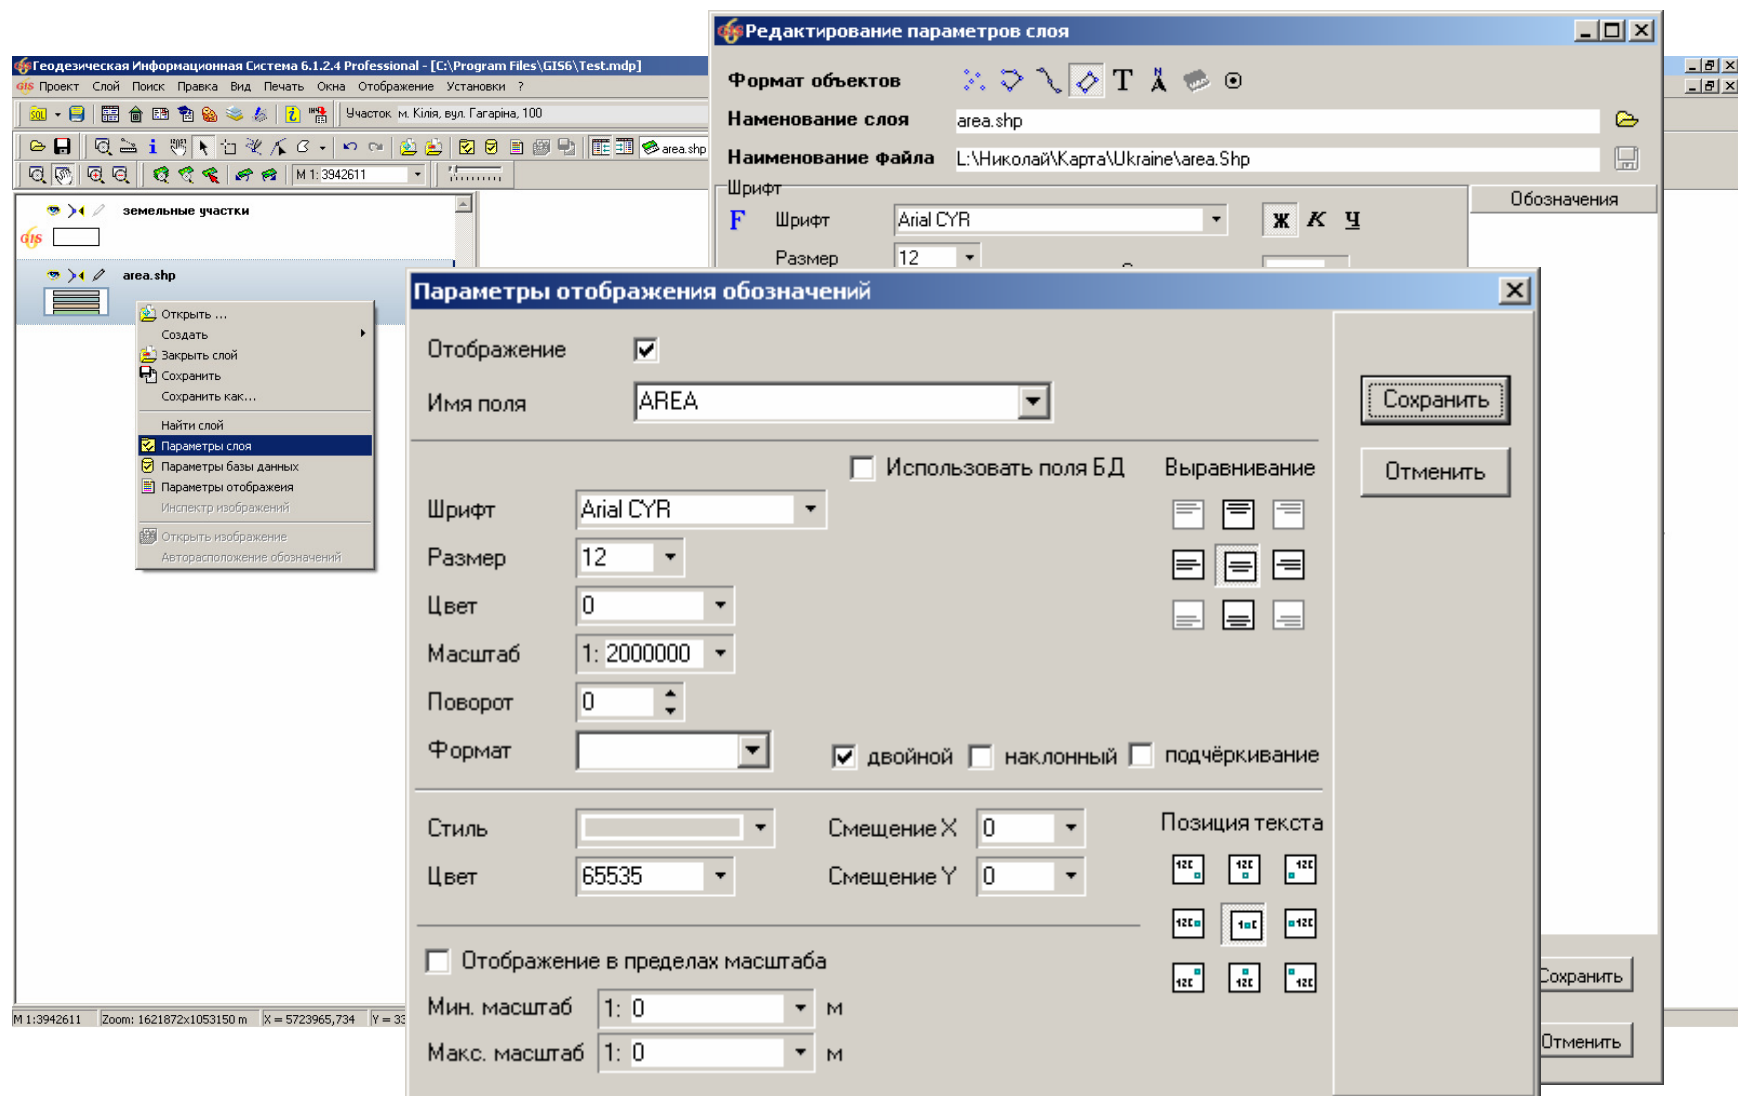 Редактирование параметров слоя
Геодезическая Информационная Система 6.1.2.4 Professional - [C:\Program Files\GIS6\Test.mdp]
GIS Проект Слой Поиск Правка Вид Печать Окна Отображение Установки ?
Участок м. Кілія, вул. Гагаріна, 100
area.shp
М 1: 3942611
Формат объектов
T
Наменование слоя area.shp
Наименование файла L:\Николай\Карта\Ukraine\area.Shp
Шрифт
Обозначения
F Шрифт Arial CYR Ж К Ч
Размер 12
земельные участки
GIS
area.shp
Открыть ...
Создать
Закрыть слой
Сохранить
Сохранить как...
Найти слой
Параметры слоя
Параметры базы данных
Параметры отображеия
Инспектр изображений
Открыть изображение
Авторасположение обозначений
Параметры отображения обозначений
Отображение
Имя поля AREA
Сохранить
Отменить
Использовать поля БД Выравнивание
Шрифт Arial CYR
Размер 12
Цвет 0
Масштаб 1: 2000000
Поворот 0
Формат двойной наклонный подчёркивание
Стиль Смещение X 0 Позиция текста
Цвет 65535 Смещение Y 0
Отображение в пределах масштаба
Мин. масштаб 1: 0 м
Макс. масштаб 1: 0 м
Сохранить
Отменить
M 1:3942611 Zoom: 1621872x1053150 m X = 5723965,734 Y = 33